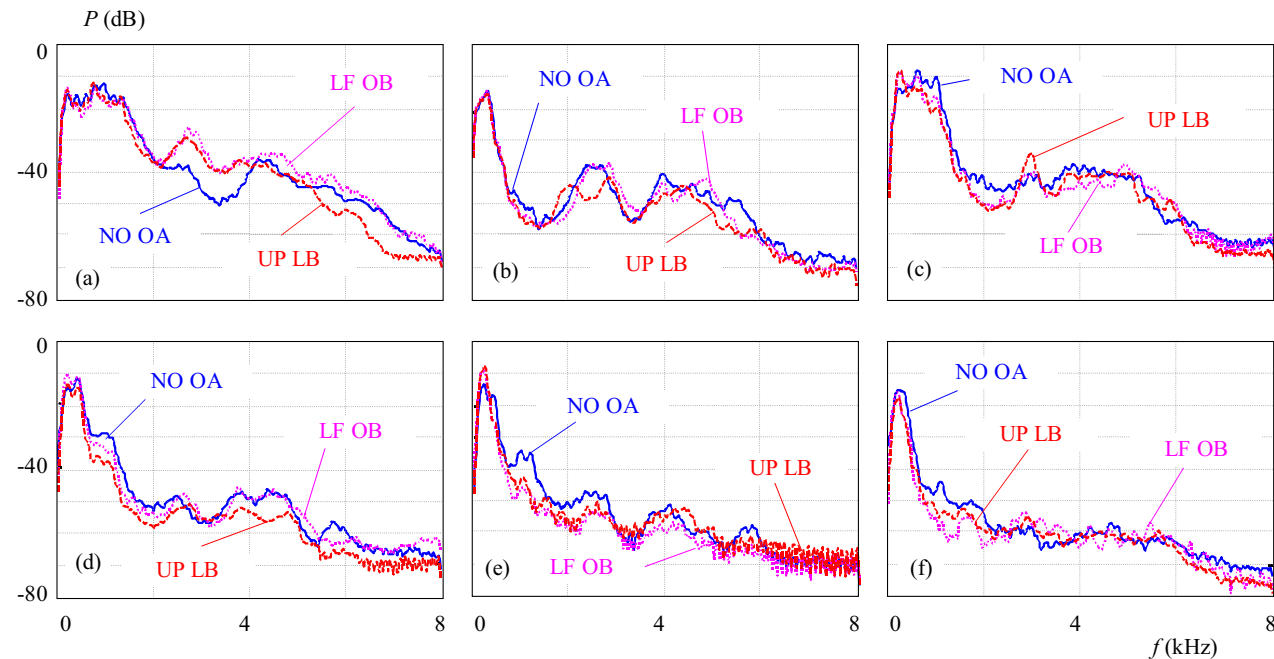 P (dB)
0
-40
-80
LF OB
NO OA
UP LB
(a)
NO OA
LF OB
UP LB
(b)
NO OA
UP LB
LF OB
(c)
0
-40
-80
NO OA
LF OB
UP LB
(d)
NO OA
UP LB
LF OB
(e)
NO OA
UP LB
LF OB
(f)
0 4 8
0 4 8
0 4 8
f (kHz)